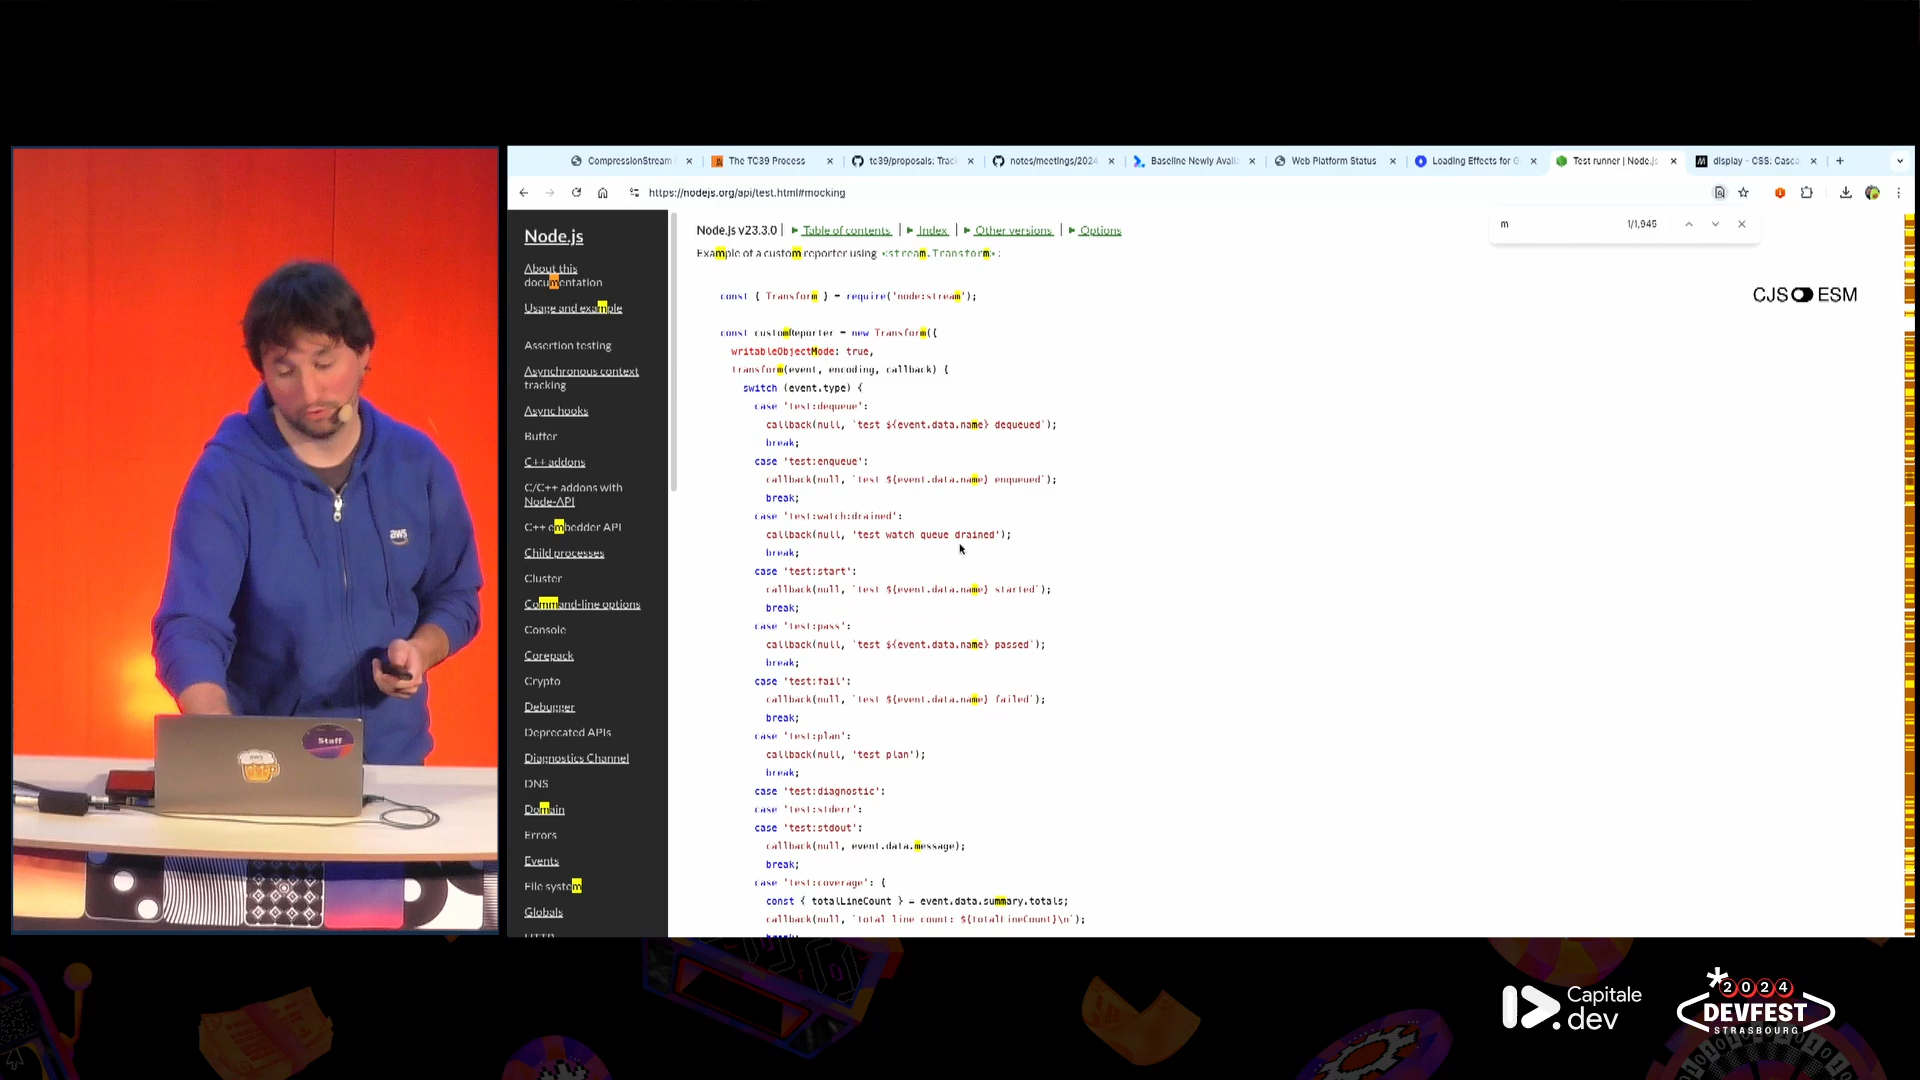 CompressionStream
The TC39 Process
tc39/proposals: Trac
notes/meetings/2024
Baseline Newly Avail
Web Platform Status
Loading Effects for G
Test runner | Node.js
display - CSS: Casca
https://nodejs.org/api/test.html#mocking
m
1/1,945
Node.js
About this
documentation
Usage and example
Assertion testing
Asynchronous context
tracking
Async hooks
Buffer
C++ addons
C/C++ addons with
Node-API
C++ embedder API
Child processes
Cluster
Command-line options
Console
Corepack
Crypto
Debugger
Deprecated APIs
Diagnostics Channel
DNS
Domain
Errors
Events
File system
Globals
HTTP
Node.js v23.3.0 | ► Table of contents | ► Index | ► Other versions | ► Options
Example of a custom reporter using <stream.Transform>:
CJS ESM
const { Transform } = require('node:stream');
const customReporter = new Transform({
writableObjectMode: true,
transform(event, encoding, callback) {
switch (event.type) {
case 'test:dequeue':
callback(null, `test ${event.data.name} dequeued`);
break;
case 'test:enqueue':
callback(null, `test ${event.data.name} enqueued`);
break;
case 'test:watch:drained':
callback(null, 'test watch queue drained');
break;
case 'test:start':
callback(null, `test ${event.data.name} started`);
break;
case 'test:pass':
callback(null, `test ${event.data.name} passed`);
break;
case 'test:fail':
callback(null, `test ${event.data.name} failed`);
break;
case 'test:plan':
callback(null, 'test plan');
break;
case 'test:diagnostic':
case 'test:stderr':
case 'test:stdout':
callback(null, event.data.message);
break;
case 'test:coverage': {
const { totalLineCount } = event.data.summary.totals;
callback(null, `total line count: ${totalLineCount}\n`);
break;
aws
Staff
aws
Capitale
dev
2024
DEVFEST
STRASBOURG